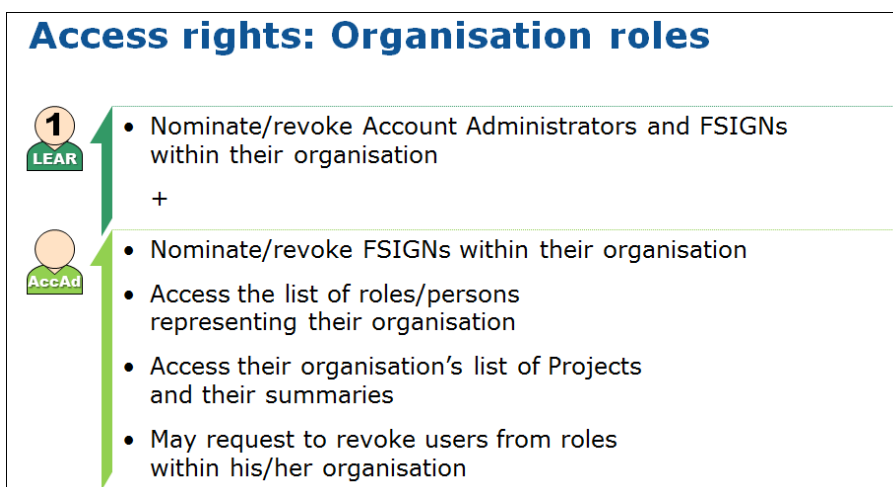 Access rights: Organisation roles
1
LEAR
• Nominate/revoke Account Administrators and FSIGNs
within their organisation
+
AccAd
• Nominate/revoke FSIGNs within their organisation
• Access the list of roles/persons
representing their organisation
• Access their organisation's list of Projects
and their summaries
• May request to revoke users from roles
within his/her organisation